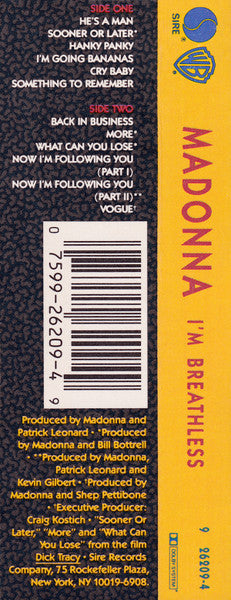 SIDE ONE
HE'S A MAN
SOONER OR LATER*
HANKY PANKY
I'M GOING BANANAS
CRY BABY
SOMETHING TO REMEMBER
SIDE TWO
BACK IN BUSINESS
MORE*
WHAT CAN YOU LOSE*
NOW I'M FOLLOWING YOU
(PART I)
NOW I'M FOLLOWING YOU
(PART II)**
VOGUE†
0 7599-26209-4 9
Produced by Madonna and
Patrick Leonard • *Produced
by Madonna and Bill Bottrell
• **Produced by Madonna,
Patrick Leonard and
Kevin Gilbert • †Produced by
Madonna and Shep Pettibone
• †Executive Producer:
Craig Kostich • "Sooner Or
Later," "More" and "What Can
You Lose" from the film
Dick Tracy • Sire Records
Company, 75 Rockefeller Plaza,
New York, NY 10019-6908.
SIRE
WB
MADONNA I'M BREATHLESS
DOLBY SYSTEM
9 26209-4